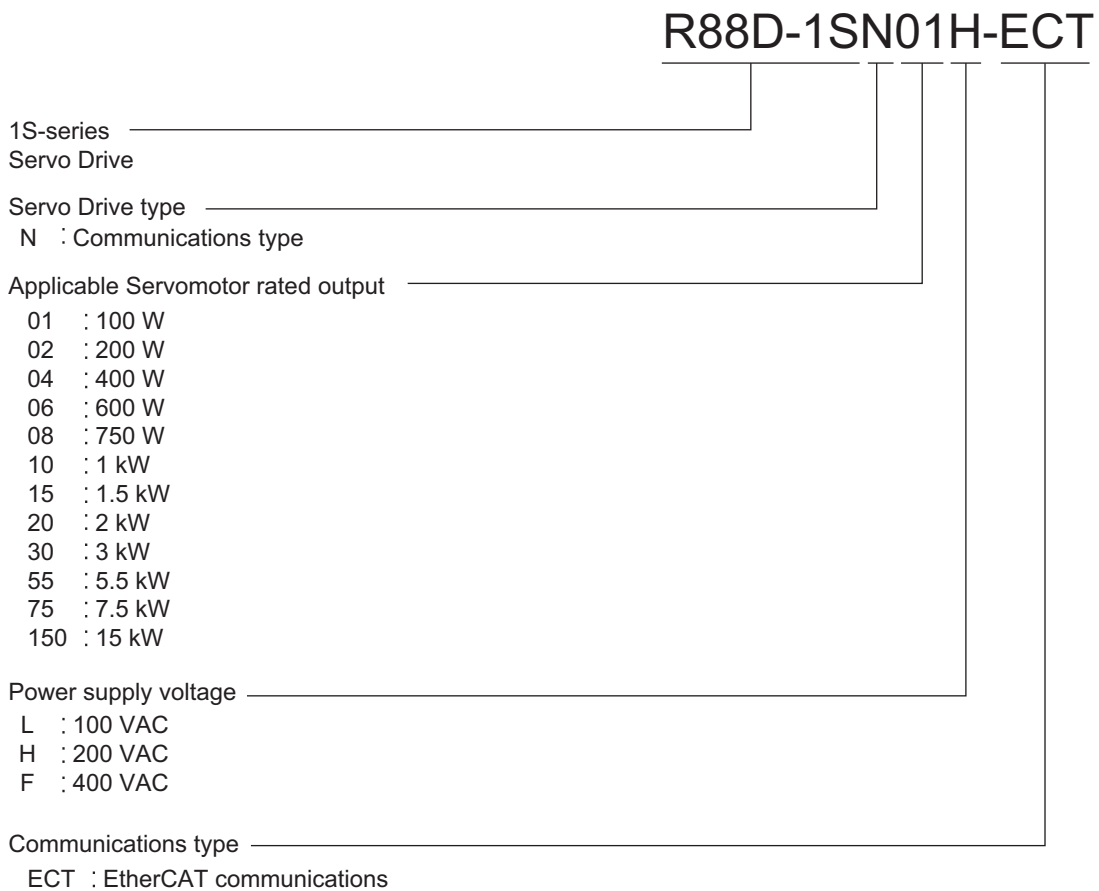 R88D-1SN01H-ECT
1S-series
Servo Drive
Servo Drive type
N : Communications type
Applicable Servomotor rated output
01 : 100 W
02 : 200 W
04 : 400 W
06 : 600 W
08 : 750 W
10 : 1 kW
15 : 1.5 kW
20 : 2 kW
30 : 3 kW
55 : 5.5 kW
75 : 7.5 kW
150 : 15 kW
Power supply voltage
L : 100 VAC
H : 200 VAC
F : 400 VAC
Communications type
ECT : EtherCAT communications